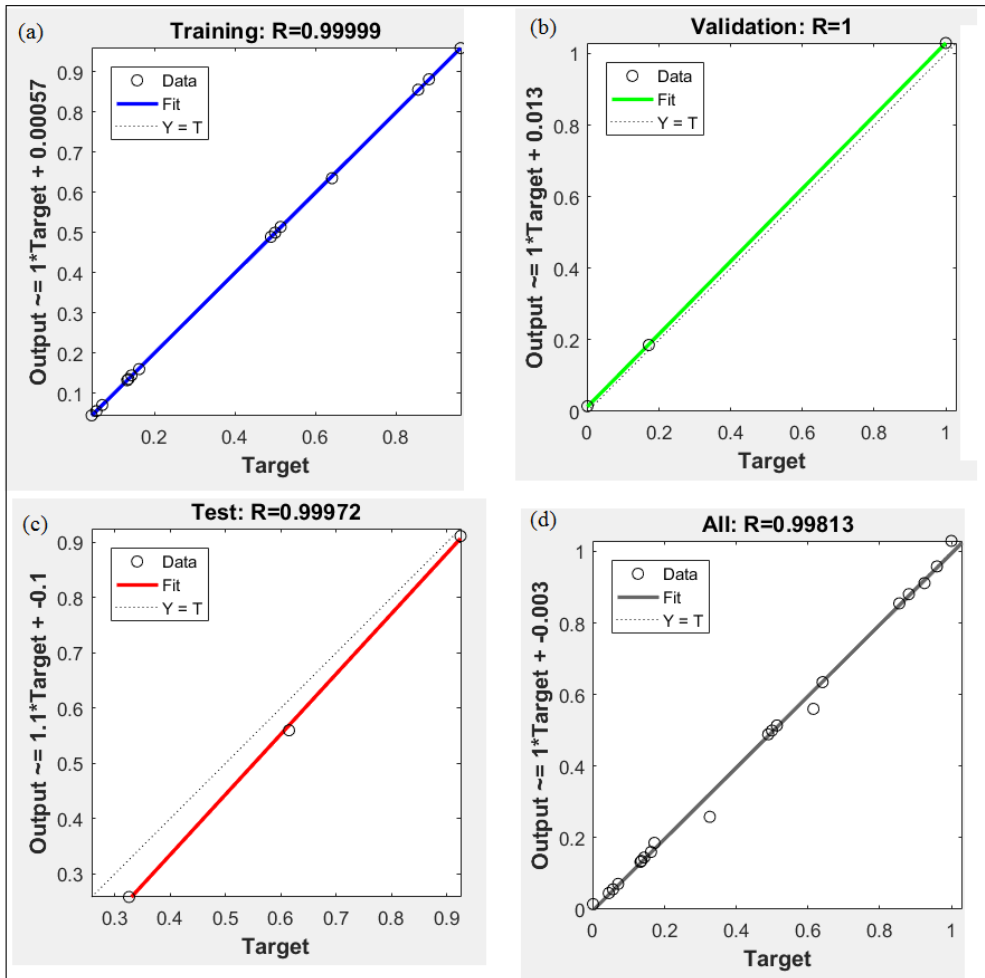 (a)
Training: R=0.99999
Output ~= 1*Target + 0.00057
0.9
0.8
0.7
0.6
0.5
0.4
0.3
0.2
0.1
Data
Fit
Y = T
0.2
0.4
0.6
0.8
Target
(b)
Validation: R=1
Output ~= 1*Target + 0.013
1
0.8
0.6
0.4
0.2
0
Data
Fit
Y = T
0
0.2
0.4
0.6
0.8
1
Target
(c)
Test: R=0.99972
Output ~= 1.1*Target + -0.1
0.9
0.8
0.7
0.6
0.5
0.4
0.3
Data
Fit
Y = T
0.3
0.4
0.5
0.6
0.7
0.8
0.9
Target
(d)
All: R=0.99813
Output ~= 1*Target + -0.003
1
0.8
0.6
0.4
0.2
0
Data
Fit
Y = T
0
0.2
0.4
0.6
0.8
1
Target